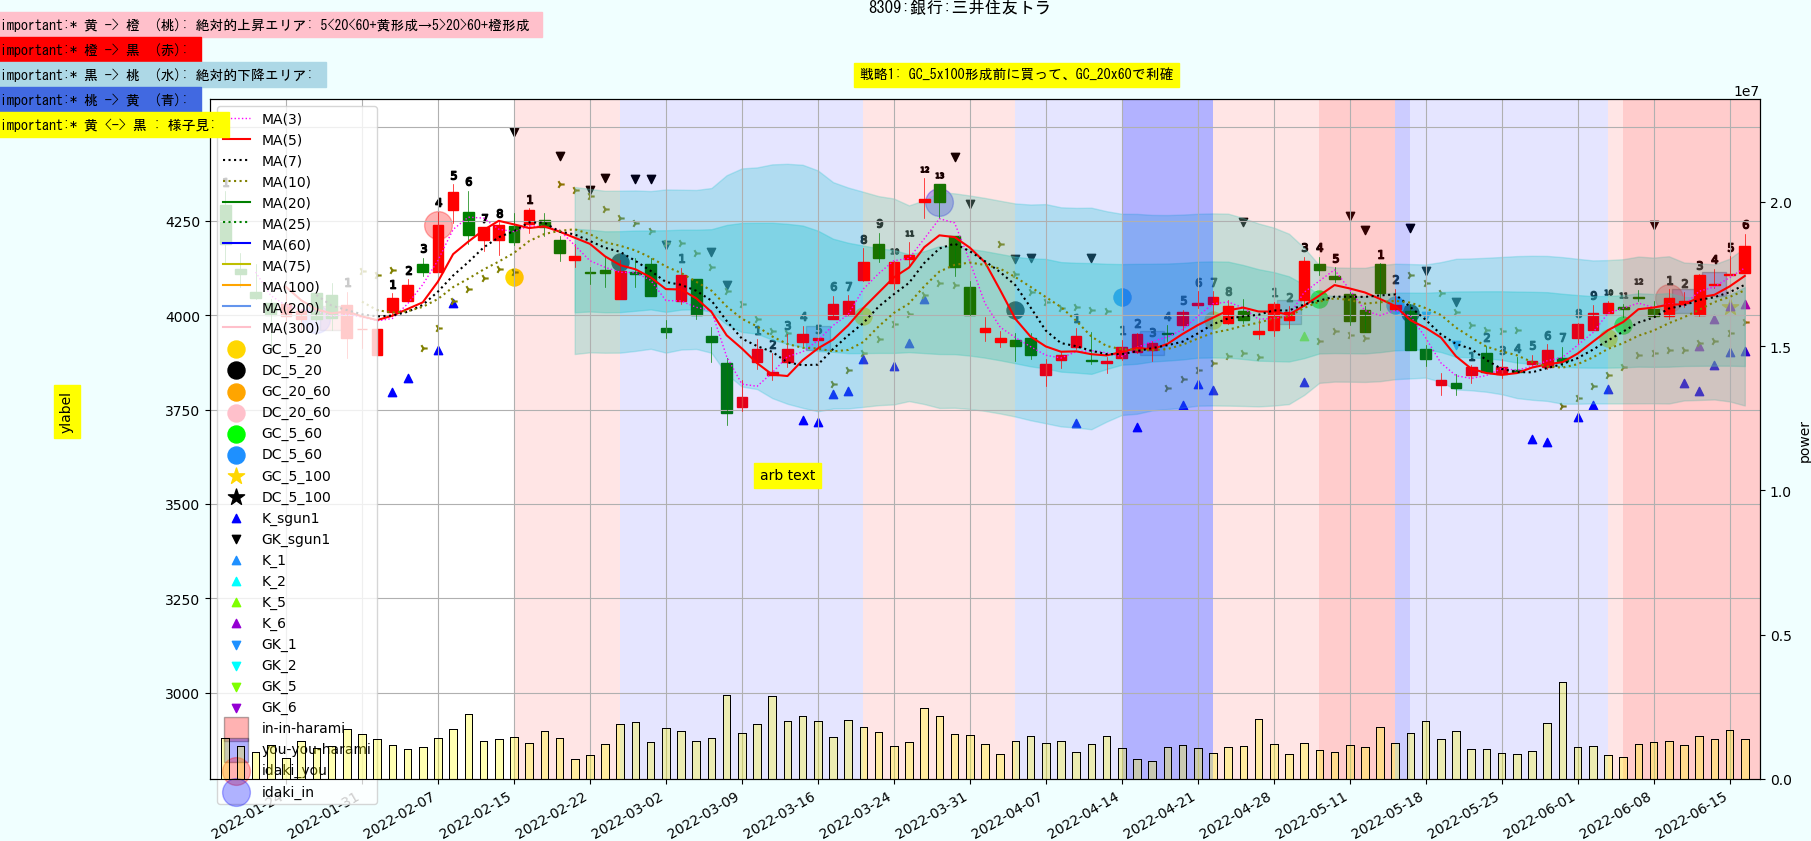 8309:銀行:三井住友トラ
important:* 黄 -> 橙 (桃): 絶対的上昇エリア: 5<20<60+黄形成→5>20>60+橙形成
important:* 橙 -> 黒 (赤):
important:* 黒 -> 桃 (水): 絶対的下降エリア:
戦略1: GC_5x100形成前に買って、GC_20x60で利確
important:* 桃 -> 黄 (青):
important:* 黄 <-> 黒 : 様子見:
1e7
MA(3)
MA(5)
MA(7)
MA(10)
MA(20)
MA(25)
MA(60)
MA(75)
MA(100)
MA(200)
MA(300)
GC_5_20
DC_5_20
GC_20_60
DC_20_60
GC_5_60
DC_5_60
GC_5_100
DC_5_100
K_sgun1
GK_sgun1
K_1
K_2
K_5
K_6
GK_1
GK_2
GK_5
GK_6
in-in-harami
you-you-harami
idaki_you
idaki_in
4250
4000
3750
3500
3250
3000
ylabel
arb text
2.0
1.5
1.0
0.5
0.0
power
2022-01-24
2022-01-31
2022-02-07
2022-02-15
2022-02-22
2022-03-02
2022-03-09
2022-03-16
2022-03-24
2022-03-31
2022-04-07
2022-04-14
2022-04-21
2022-04-28
2022-05-11
2022-05-18
2022-05-25
2022-06-01
2022-06-08
2022-06-15